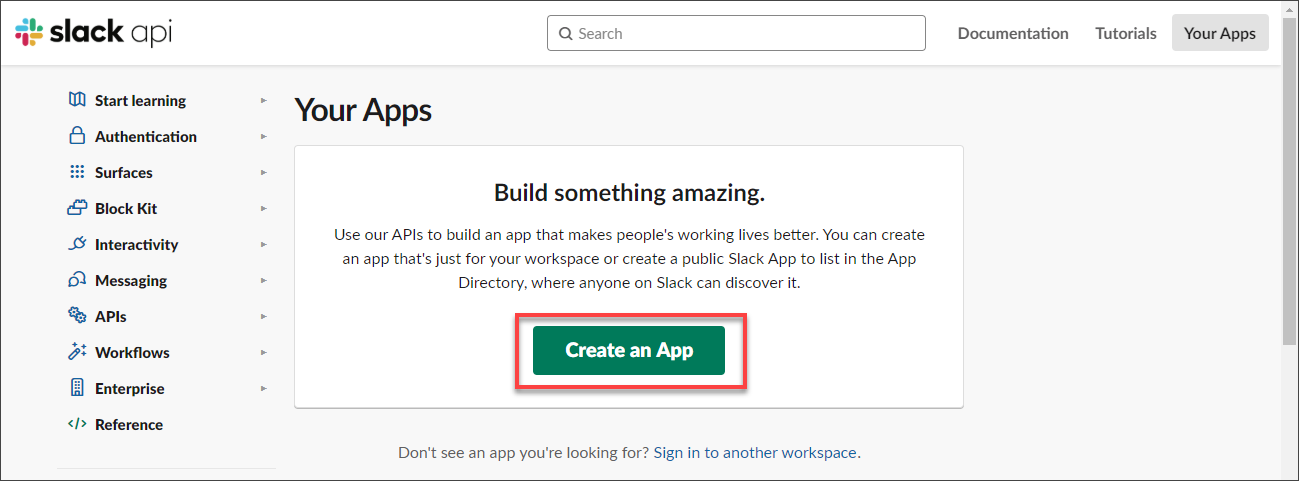 slack api
Search
Documentation
Tutorials
Your Apps
Start learning
Authentication
Surfaces
Block Kit
Interactivity
Messaging
APIs
Workflows
Enterprise
Reference
Your Apps
Build something amazing.
Use our APIs to build an app that makes people's working lives better. You can create
an app that's just for your workspace or create a public Slack App to list in the App
Directory, where anyone on Slack can discover it.
Create an App
Don't see an app you're looking for? Sign in to another workspace.